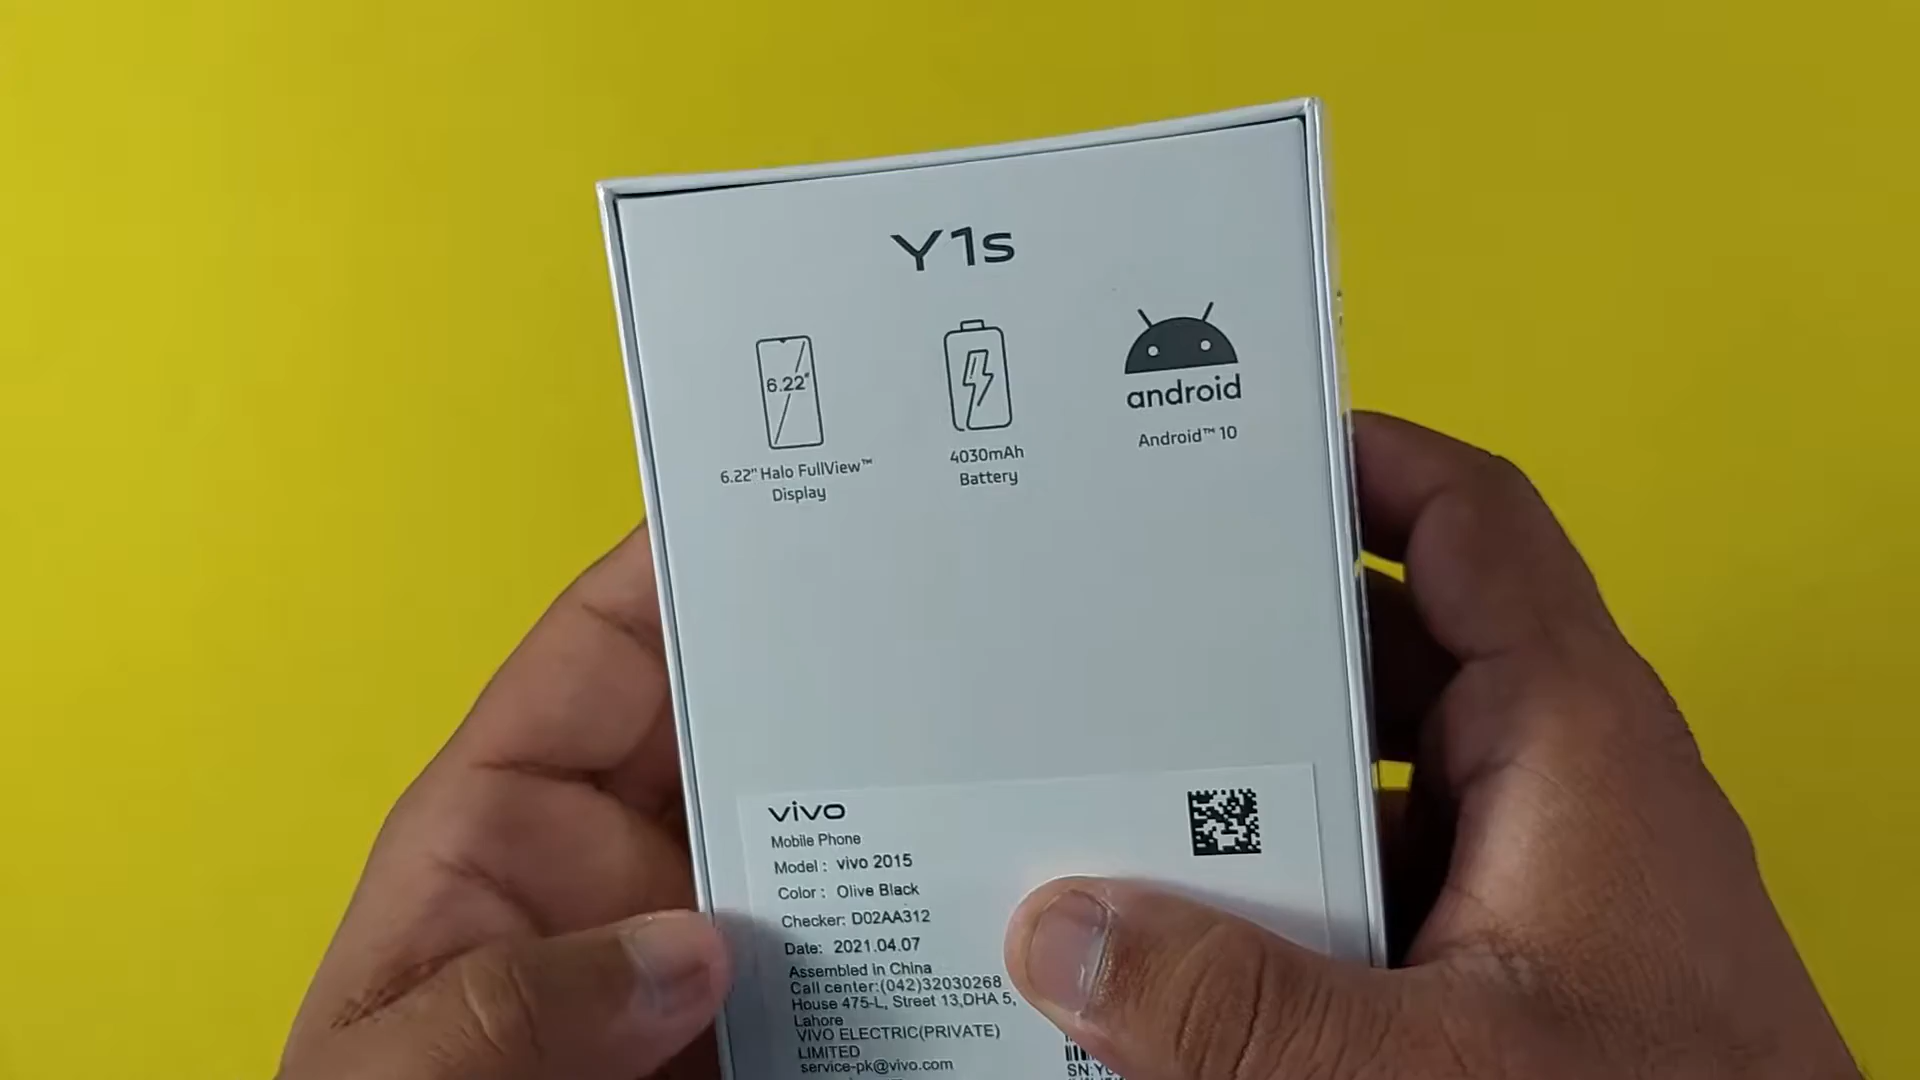 Y1s
6.22"
6.22" Halo FullView™
Display
4030mAh
Battery
android
Android™ 10
vivo
Mobile Phone
Model : vivo 2015
Color : Olive Black
Checker: D02AA312
Date: 2021.04.07
Assembled in China
Call center:(042)32030268
House 475-L, Street 13,DHA 5,
Lahore
VIVO ELECTRIC(PRIVATE)
LIMITED
service-pk@vivo.com
SN: